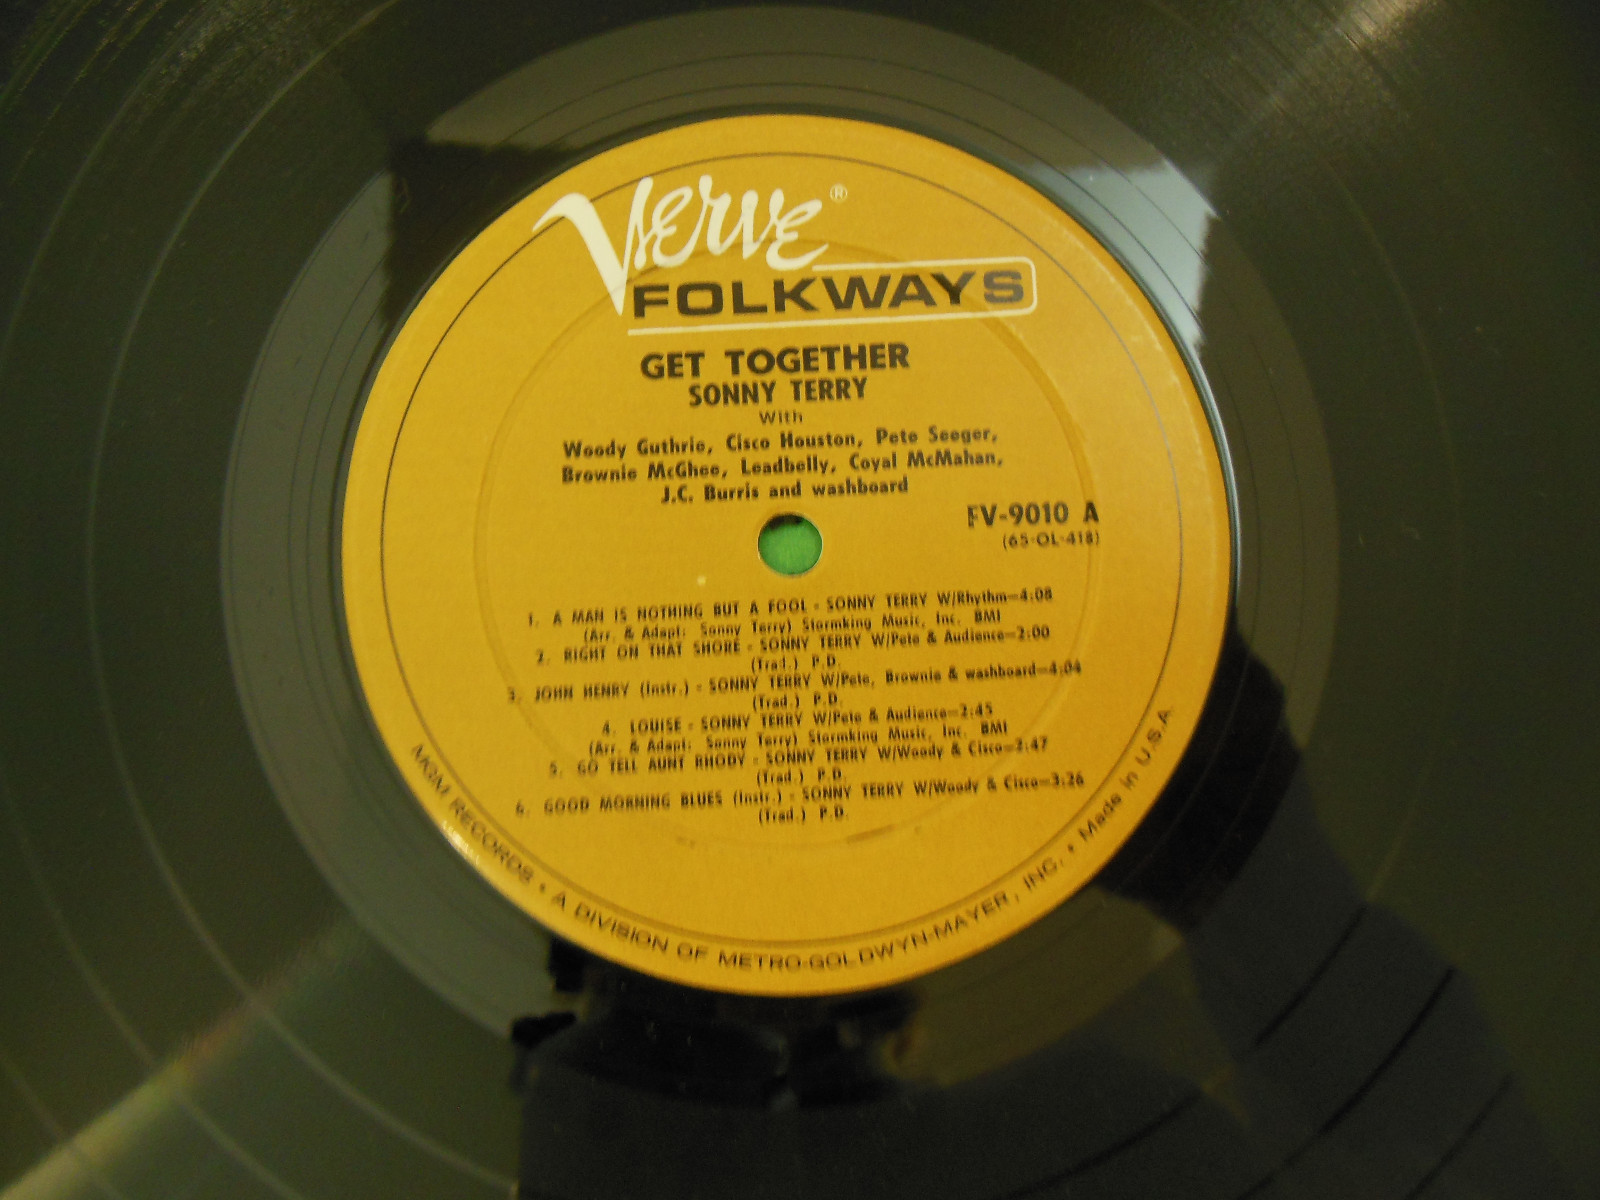 Verve ®
FOLKWAYS
GET TOGETHER
SONNY TERRY
With
Woody Guthrie, Cisco Houston, Pete Seeger,
Brownie McGhee, Leadbelly, Coyal McMahan,
J.C. Burris and washboard
FV-9010 A
(65-OL-418)
1. A MAN IS NOTHING BUT A FOOL - SONNY TERRY W/Rhythm—4:08
(Arr. & Adapt: Sonny Terry) Stormking Music, Inc. BMI
2. RIGHT ON THAT SHORE - SONNY TERRY W/Pete & Audience—2:00
(Trad.) P.D.
3. JOHN HENRY (Instr.) - SONNY TERRY W/Pete, Brownie & washboard—4:04
(Trad.) P.D.
4. LOUISE - SONNY TERRY W/Pete & Audience—2:45
(Arr. & Adapt: Sonny Terry) Stormking Music, Inc. BMI
5. GO TELL AUNT RHODY - SONNY TERRY W/Woody & Cisco—2:47
(Trad.) P.D.
6. GOOD MORNING BLUES (Instr.) - SONNY TERRY W/Woody & Cisco—3:26
(Trad.) P.D.
MGM RECORDS • A DIVISION OF METRO-GOLDWYN-MAYER, INC. • Made in U.S.A.